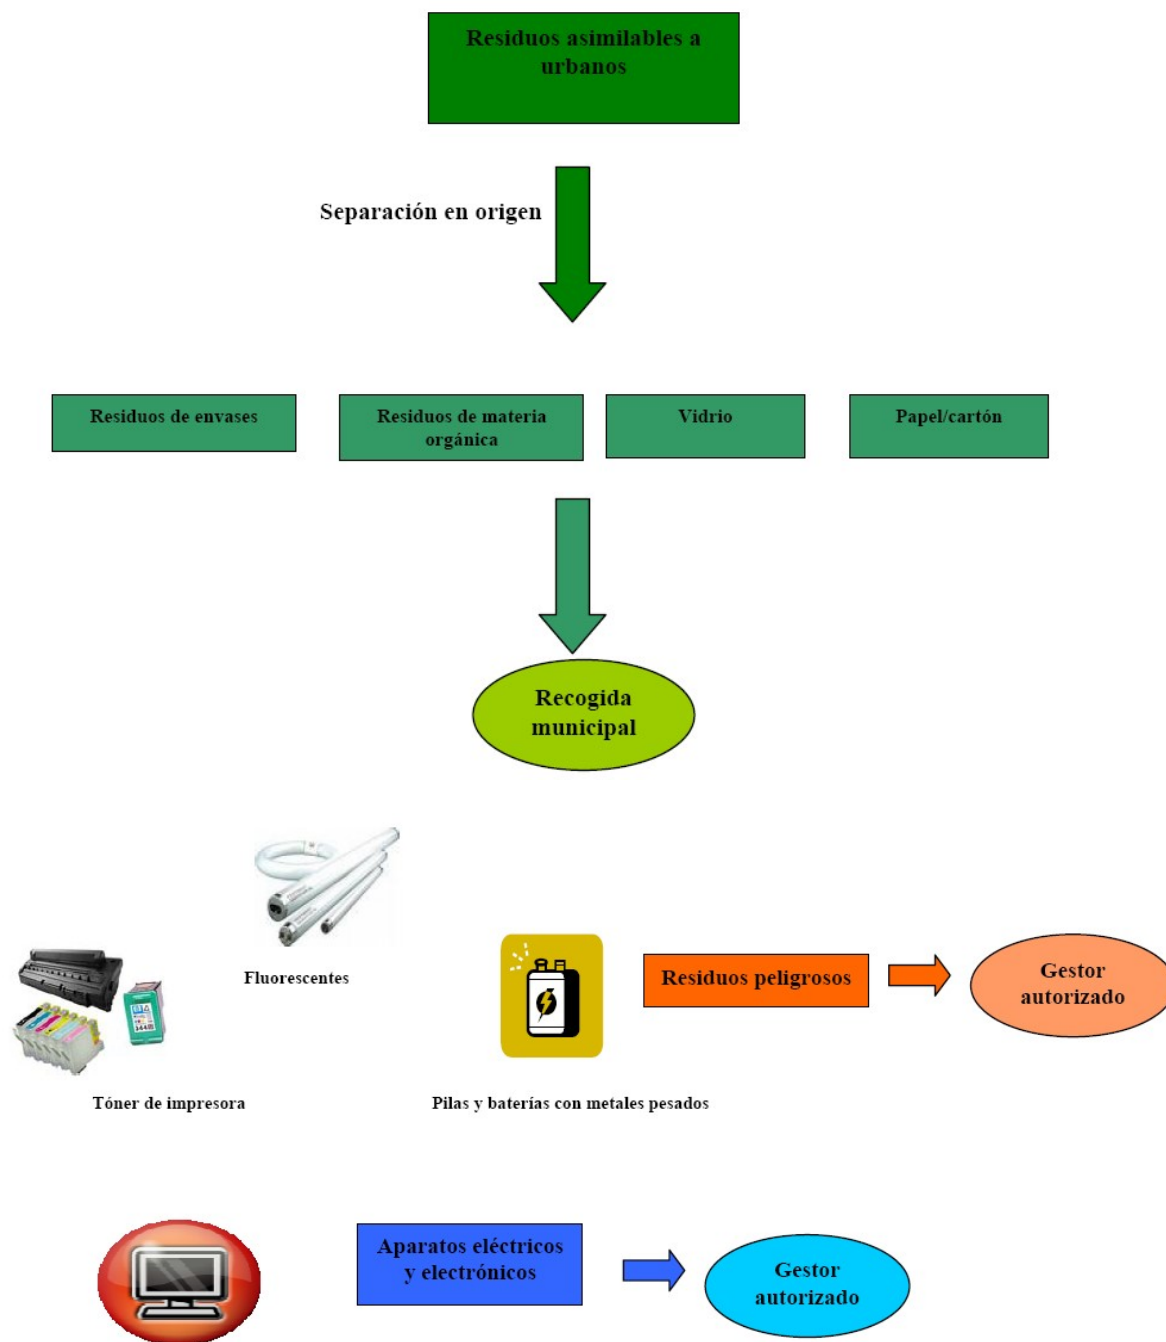 Residuos asimilables a
urbanos
Separación en origen
Residuos de envases
Residuos de materia
orgánica
Vidrio
Papel/cartón
Recogida
municipal
Fluorescentes
Residuos peligrosos
Gestor
autorizado
Tóner de impresora
Pilas y baterías con metales pesados
Aparatos eléctricos
y electrónicos
Gestor
autorizado